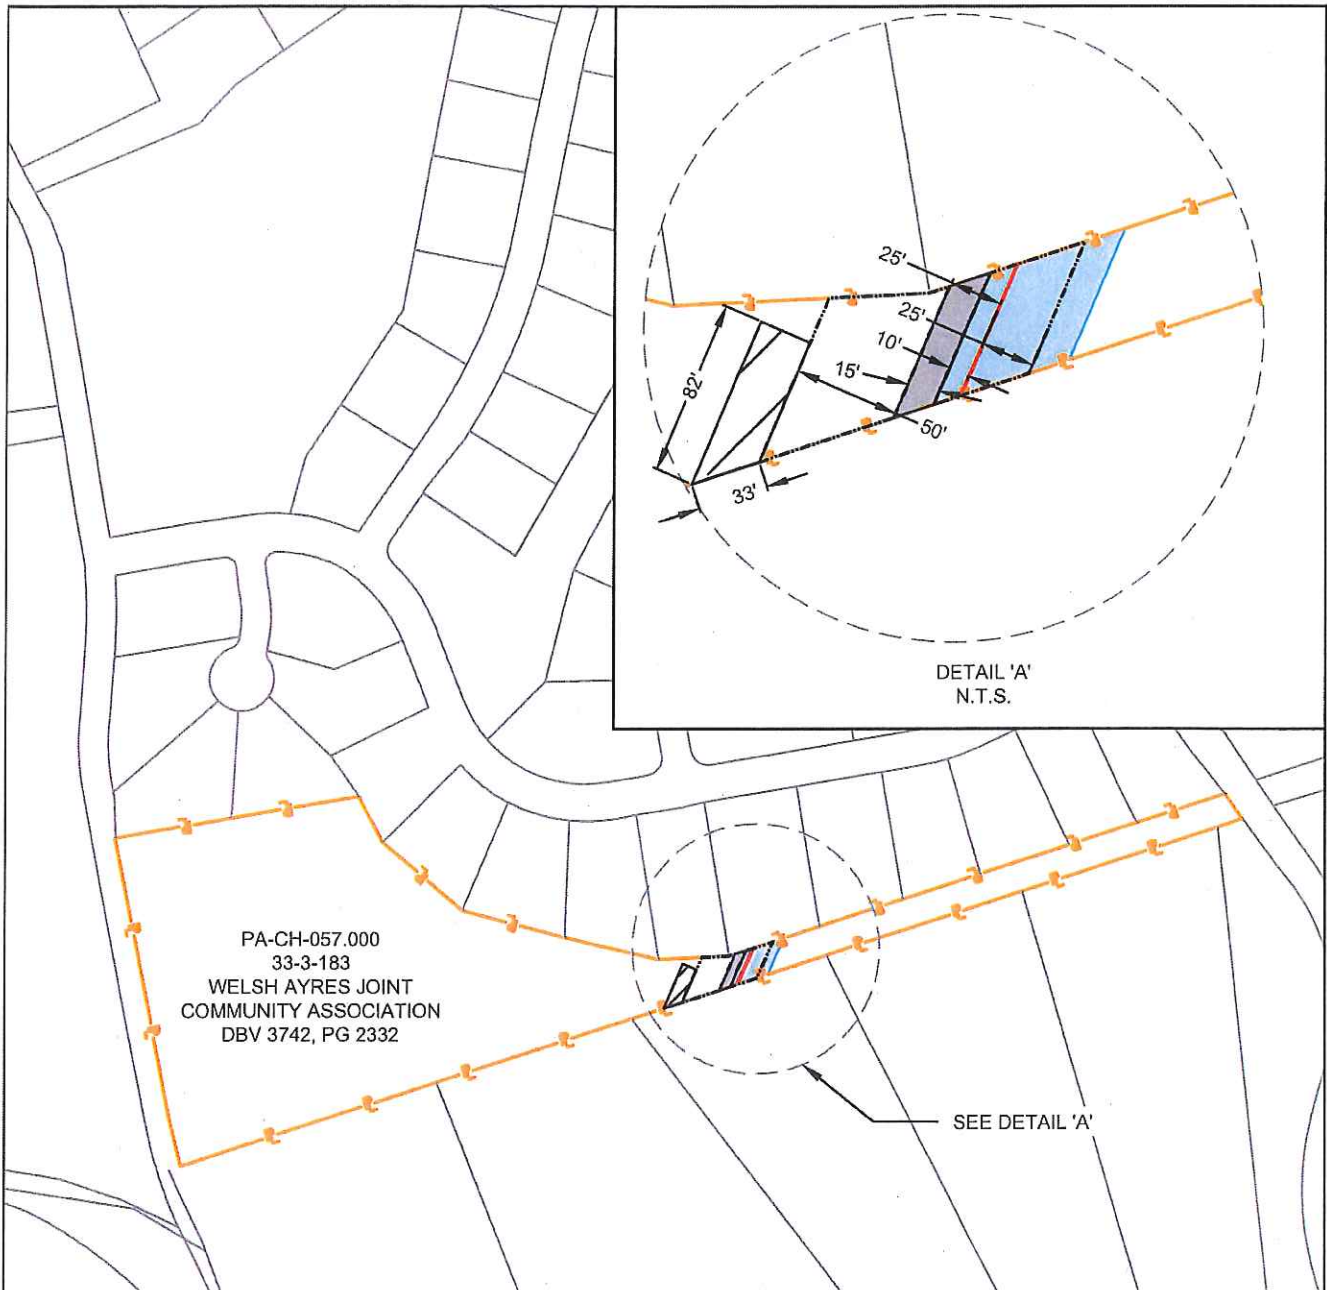 25'
25'
10'
15'
82'
50'
33'
DETAIL 'A'
N.T.S.
PA-CH-057.000
33-3-183
WELSH AYRES JOINT
COMMUNITY ASSOCIATION
DBV 3742, PG 2332
SEE DETAIL 'A'